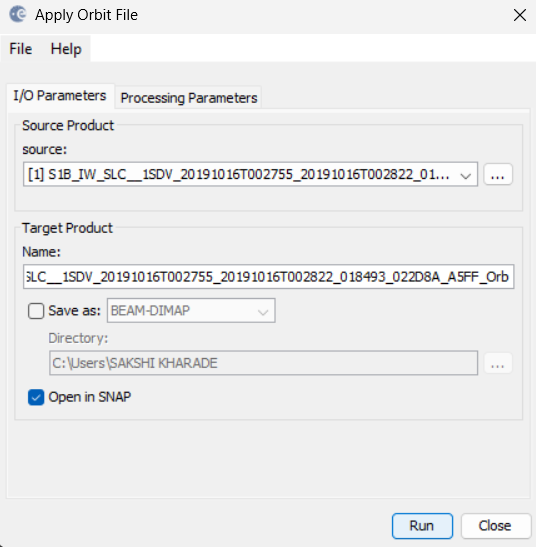 Apply Orbit File
File Help
I/O Parameters Processing Parameters
Source Product
source:
[1] S1B_IW_SLC__1SDV_20191016T002755_20191016T002822_01... ...
Target Product
Name:
SLC__1SDV_20191016T002755_20191016T002822_018493_022D8A_A5FF_Orb
Save as: BEAM-DIMAP
Directory:
C:\Users\SAKSHI KHARADE ...
Open in SNAP
Run Close